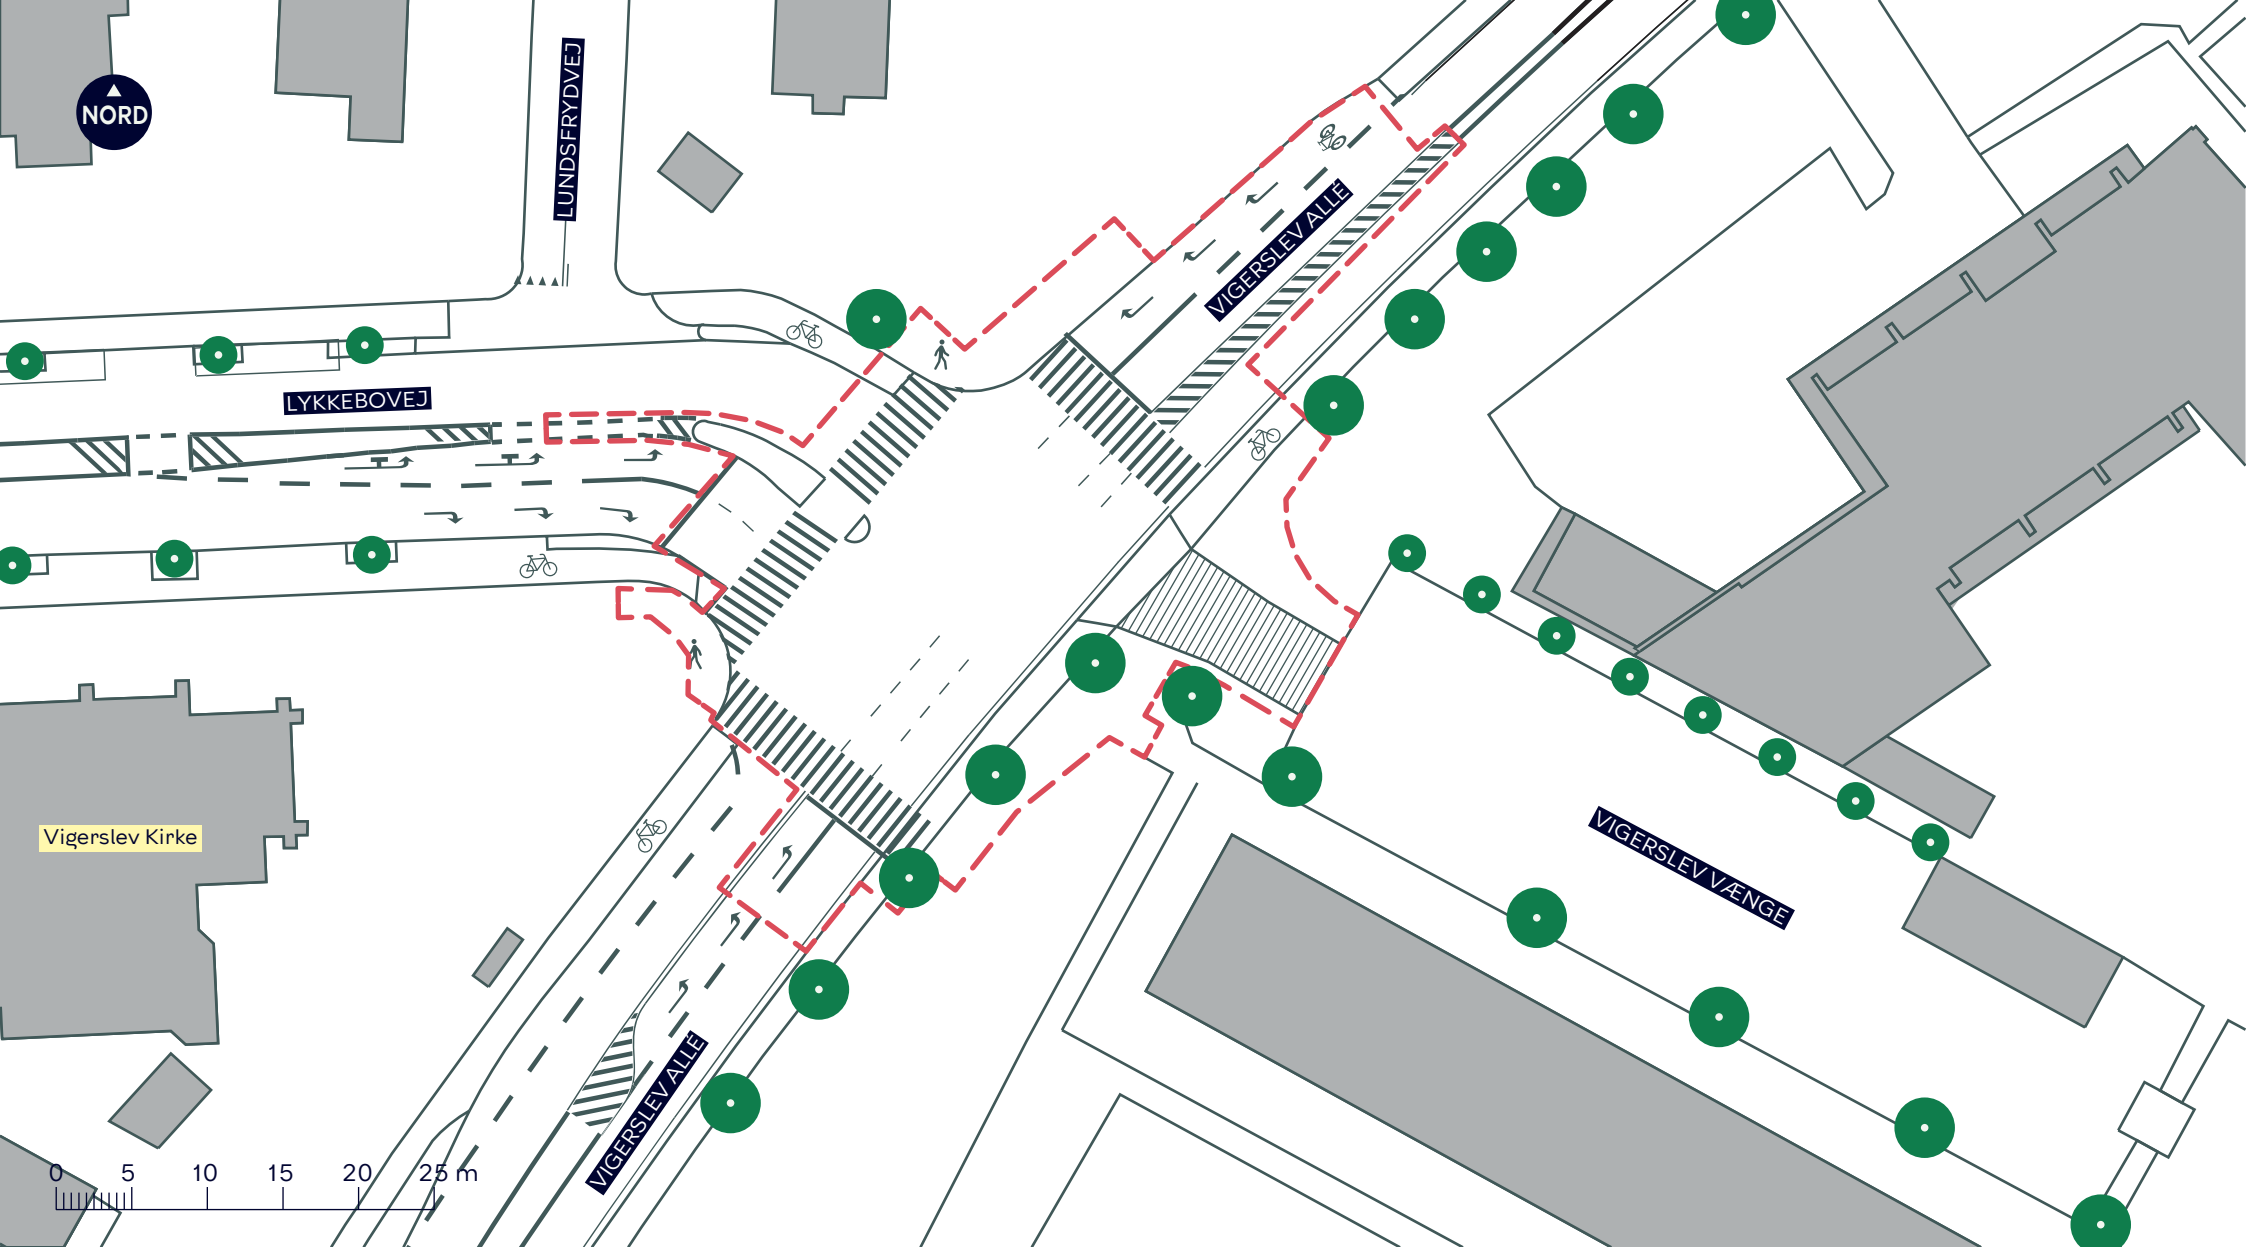 NORD
LUNDSFRYDVEJ
VIGERSLEV ALLÉ
LYKKEBOVEJ
Vigerslev Kirke
VIGERSLEV VÆNGE
VIGERSLEV ALLÉ
0 5 10 15 20 25 m